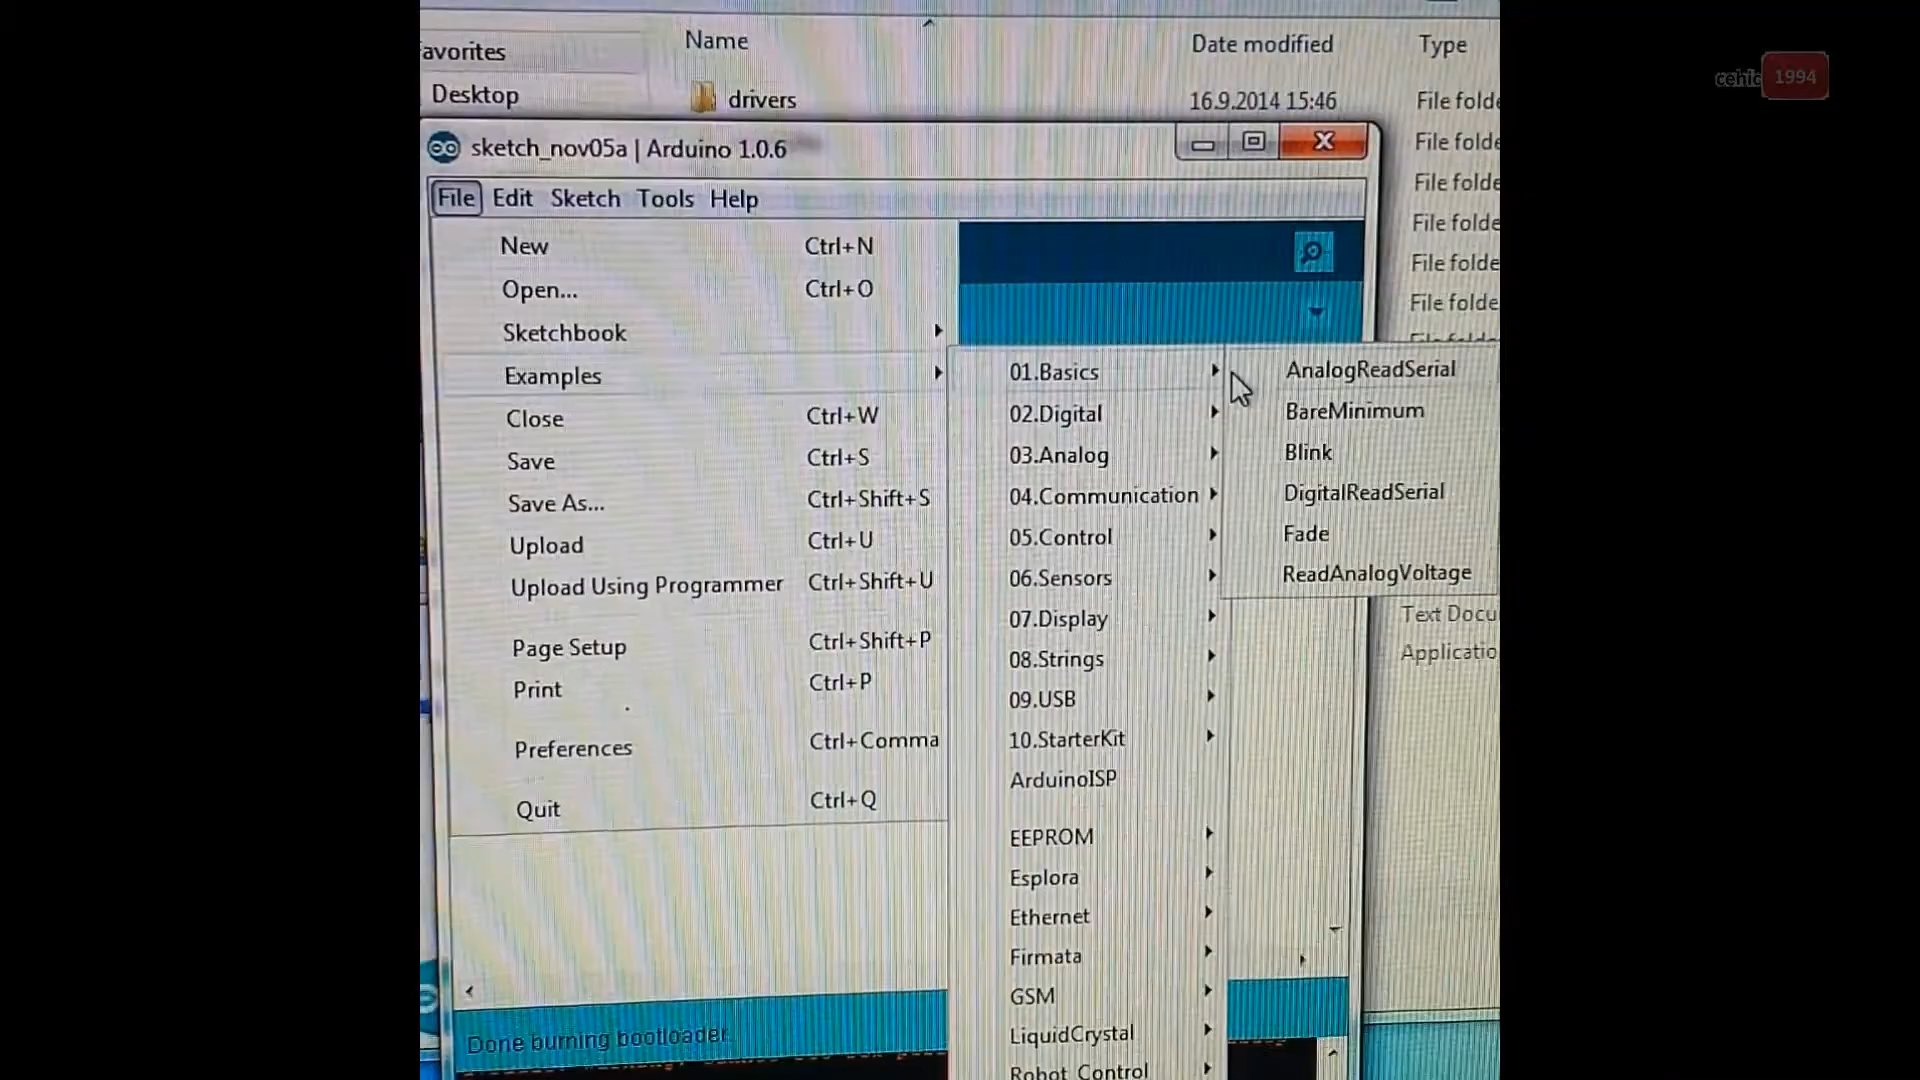 cehic 1994
avorites
Name
Date modified
Type
Desktop
drivers
16.9.2014 15:46
File folde
File folde
File folde
File folde
File folde
File folde
sketch_nov05a | Arduino 1.0.6
File Edit Sketch Tools Help
New Ctrl+N
Open... Ctrl+O
Sketchbook
Examples
Close Ctrl+W
Save Ctrl+S
Save As... Ctrl+Shift+S
Upload Ctrl+U
Upload Using Programmer Ctrl+Shift+U
Page Setup Ctrl+Shift+P
Print Ctrl+P
Preferences Ctrl+Comma
Quit Ctrl+Q
01.Basics
02.Digital
03.Analog
04.Communication
05.Control
06.Sensors
07.Display
08.Strings
09.USB
10.StarterKit
ArduinoISP
EEPROM
Esplora
Ethernet
Firmata
GSM
LiquidCrystal
Robot_Control
AnalogReadSerial
BareMinimum
Blink
DigitalReadSerial
Fade
ReadAnalogVoltage
Text Docu
Applicatio
Done burning bootloader.